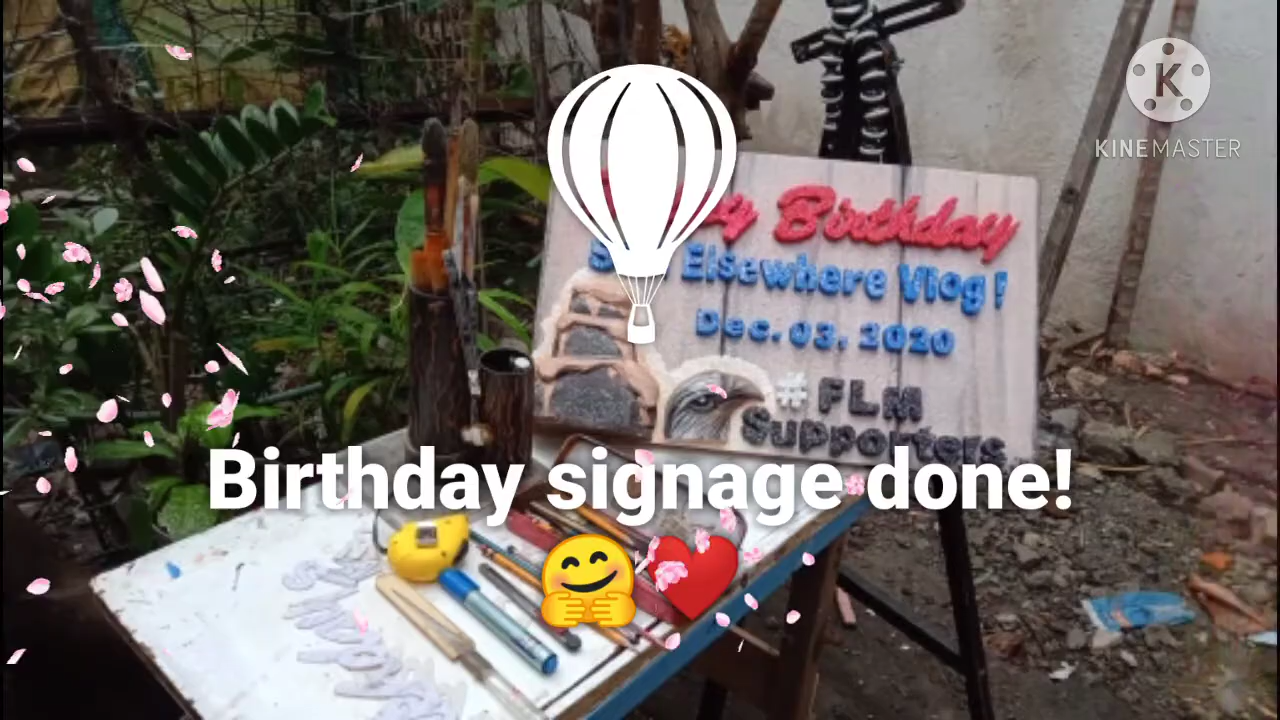 K
KINEMASTER
Birthday
Elsewhere Vlog!
Dec. 03. 2020
# FLM
Supporters
Birthday signage done!